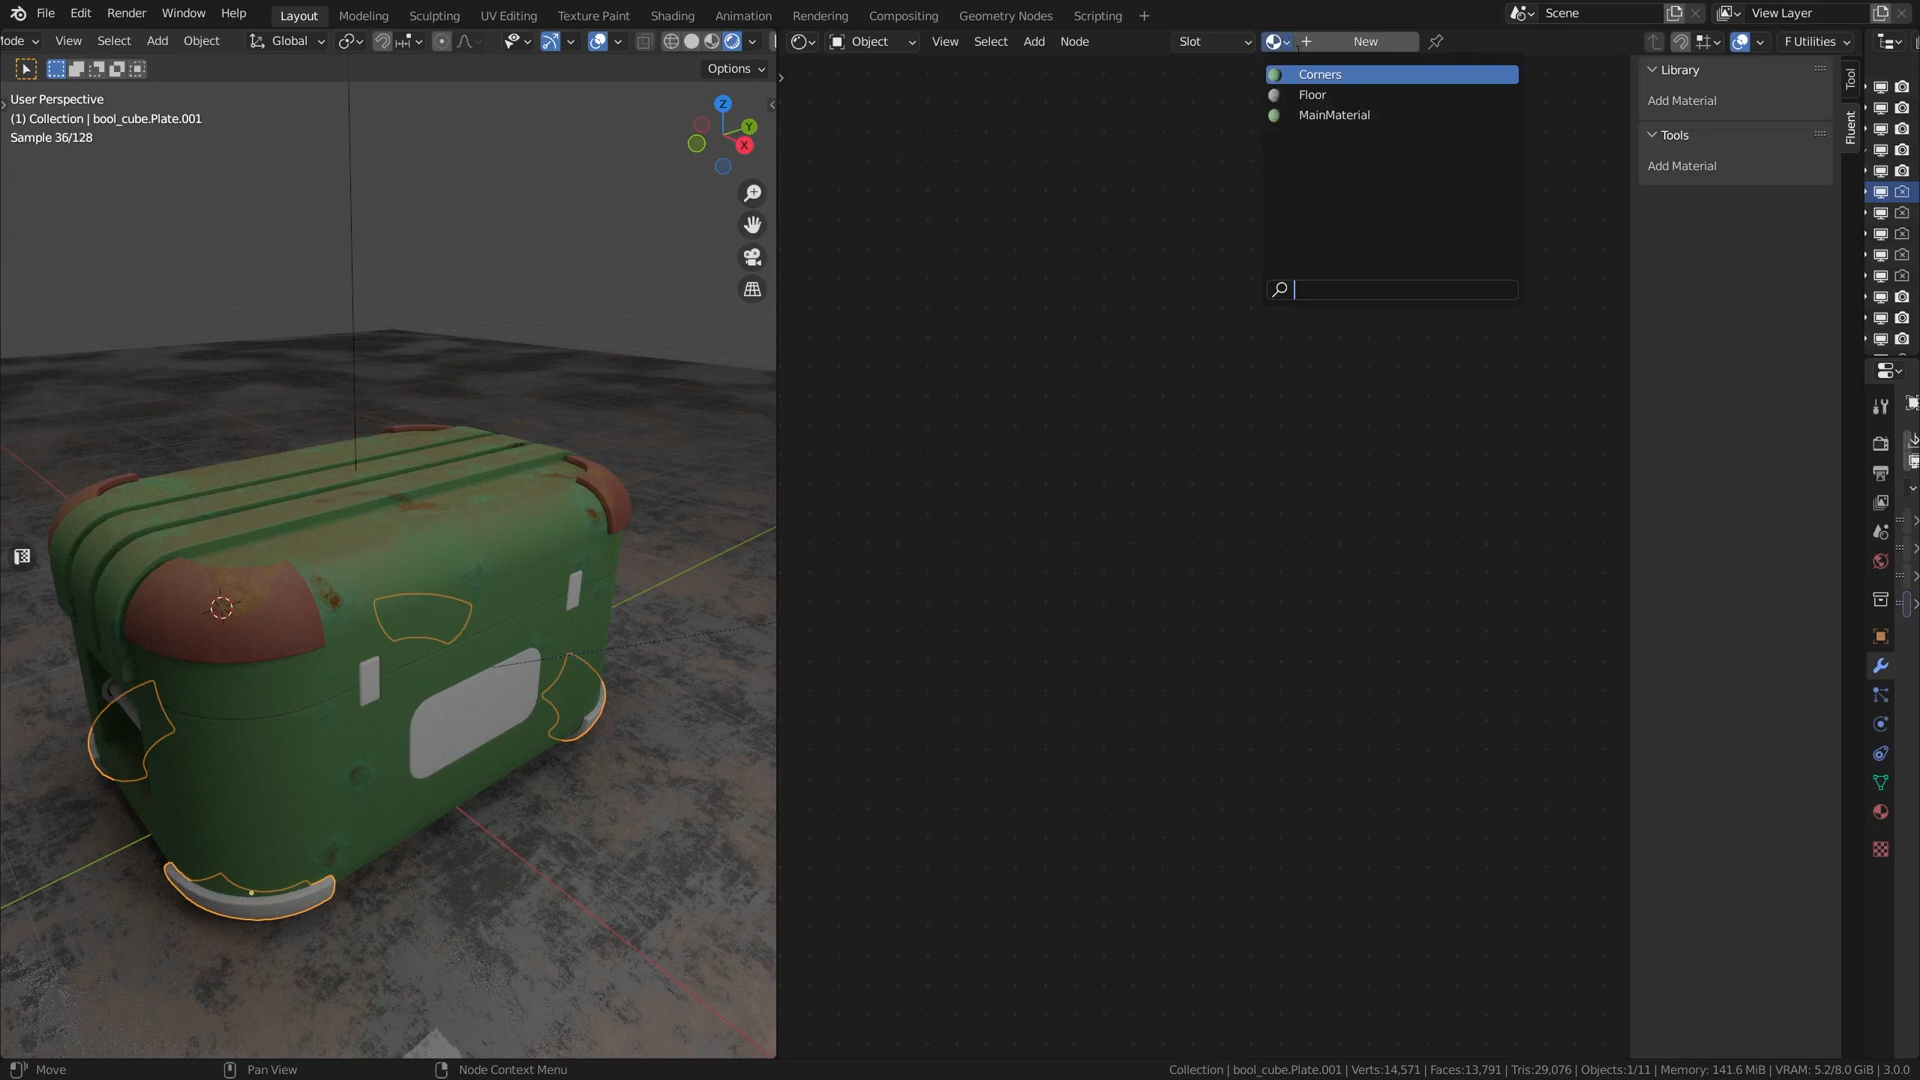 File Edit Render Window Help Layout Modeling Sculpting UV Editing Texture Paint Shading Animation Rendering Compositing Geometry Nodes Scripting + Scene View Layer
ode View Select Add Object Global Object View Select Add Node Slot New F Utilities
Options
User Perspective
(1) Collection | bool_cube.Plate.001
Sample 36/128
Z
Y
X
Corners
Floor
MainMaterial
Library
Add Material
Tools
Add Material
Tool
Fluent
Move Pan View Node Context Menu Collection | bool_cube.Plate.001 | Verts:14,571 | Faces:13,791 | Tris:29,076 | Objects:1/11 | Memory: 141.6 MiB | VRAM: 5.2/8.0 GiB | 3.0.0